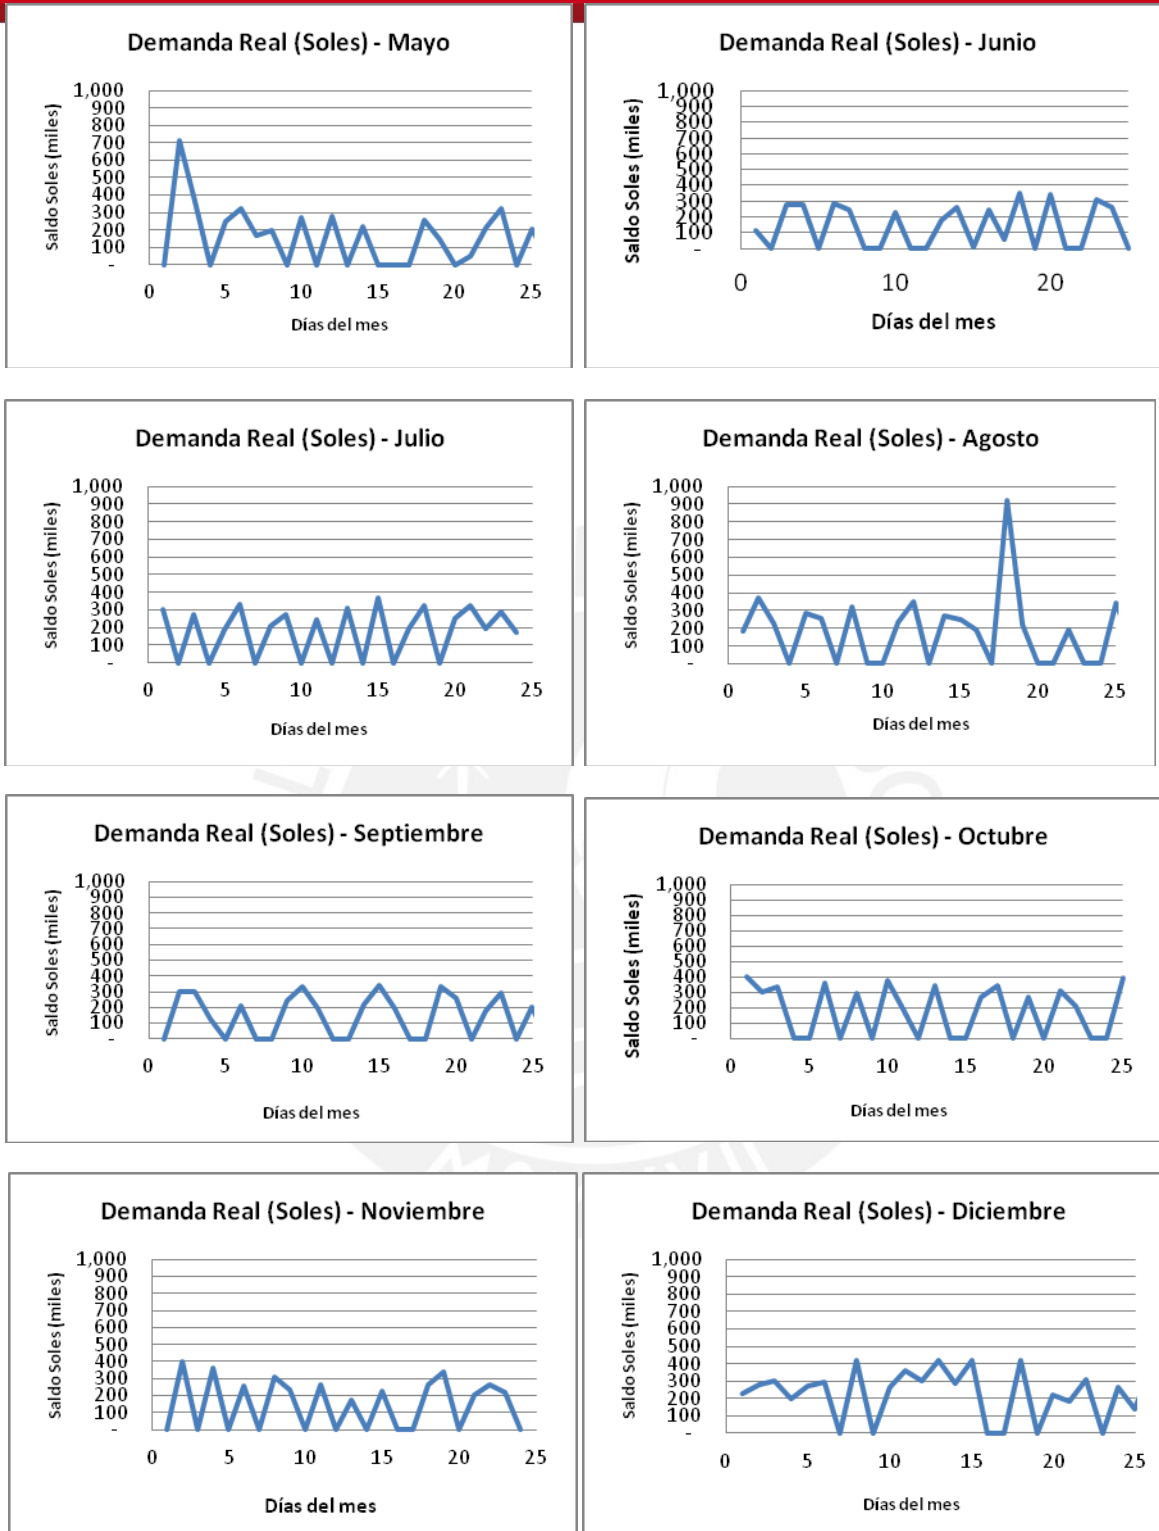 Demanda Real (Soles) - Mayo
Saldo Soles (miles)
1,000
900
800
700
600
500
400
300
200
100
-
0 5 10 15 20 25
Días del mes
Demanda Real (Soles) - Junio
Saldo Soles (miles)
1,000
900
800
700
600
500
400
300
200
100
-
0 10 20
Días del mes
Demanda Real (Soles) - Julio
Saldo Soles (miles)
1,000
900
800
700
600
500
400
300
200
100
-
0 5 10 15 20 25
Días del mes
Demanda Real (Soles) - Agosto
Saldo Soles (miles)
1,000
900
800
700
600
500
400
300
200
100
-
0 5 10 15 20 25
Días del mes
Demanda Real (Soles) - Septiembre
Saldo Soles (miles)
1,000
900
800
700
600
500
400
300
200
100
-
0 5 10 15 20 25
Días del mes
Demanda Real (Soles) - Octubre
Saldo Soles (miles)
1,000
900
800
700
600
500
400
300
200
100
-
0 5 10 15 20 25
Días del mes
Demanda Real (Soles) - Noviembre
Saldo Soles (miles)
1,000
900
800
700
600
500
400
300
200
100
-
0 5 10 15 20 25
Días del mes
Demanda Real (Soles) - Diciembre
Saldo Soles (miles)
1,000
900
800
700
600
500
400
300
200
100
-
0 5 10 15 20 25
Días del mes